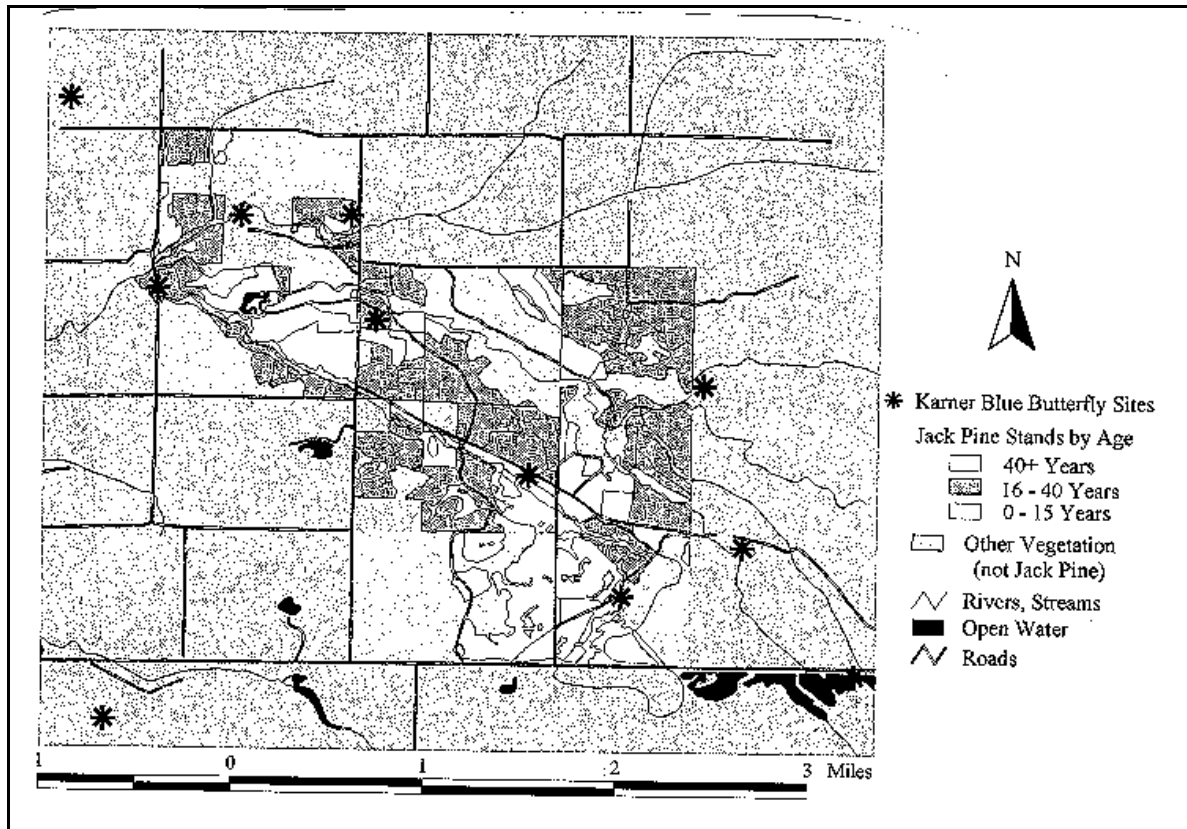 N
Karner Blue Butterfly Sites
Jack Pine Stands by Age
40+ Years
16 - 40 Years
0 - 15 Years
Other Vegetation
(not Jack Pine)
Rivers, Streams
Open Water
Roads
1 0 1 2 3 Miles